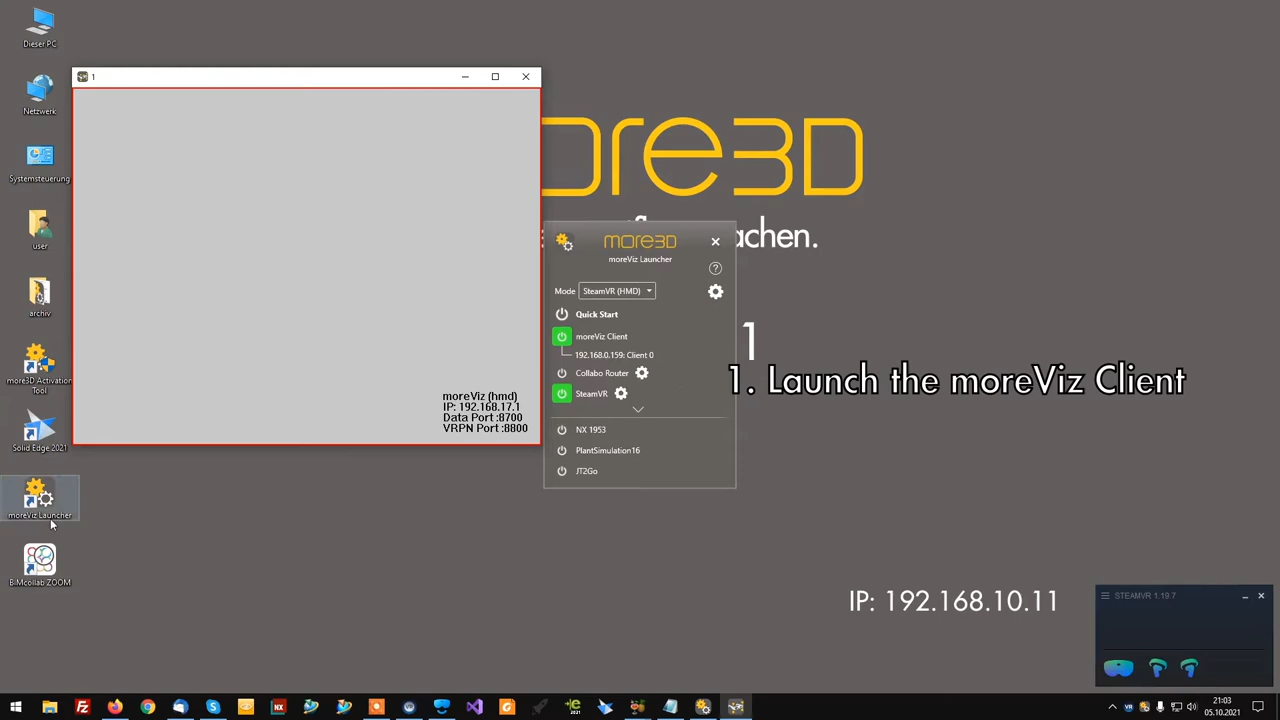 Dieser PC
Netzwerk
Systemsteuerung
user
archiv
more3D Activation
Tool
Solid Edge 2021
moreViz Launcher
BIMcollab ZOOM
1
moreViz (hmd)
IP: 192.168.17.1
Data Port :8700
VRPN Port :8800
ore3D
achen.
1
more3D
moreViz Launcher
?
Mode
SteamVR (HMD)
Quick Start
moreViz Client
192.168.0.159: Client 0
Collabo Router
SteamVR
NX 1953
PlantSimulation16
JT2Go
1. Launch the moreViz Client
IP: 192.168.10.11
STEAMVR 1.19.7
21:03
05.10.2021